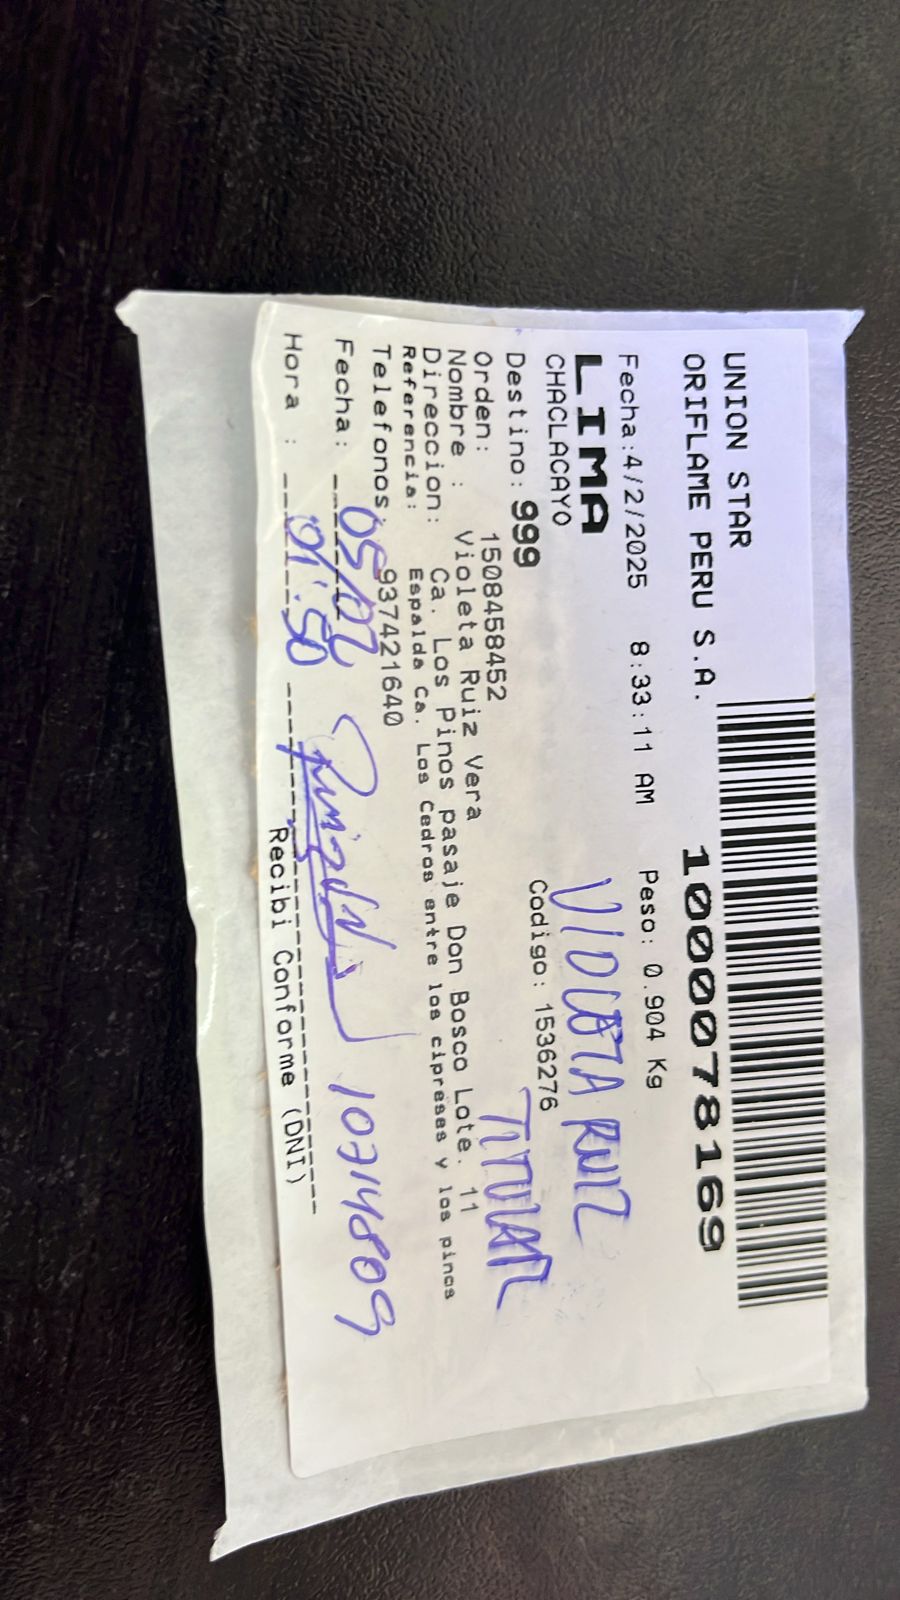 UNION STAR
ORIFLAME PERU S.A.
1000078169
Fecha:4/2/2025 8:33:11 AM Peso: 0.904 Kg
LIMA
CHACLACAYO
VIOLETA RUIZ
Destino: 999 Codigo: 1536276
TITULAR
Orden: 1508458452
Nombre : Violeta Ruiz Vera
Direccion: Ca. Los Pinos pasaje Don Bosco Lote. 11
Referencia: Espalda Ca. Los Cedros entre los cipreses y los pinos
Telefonos: 937421640
Fecha: 05/02 10714809
Hora : 01:50
Recibi Conforme (DNI)